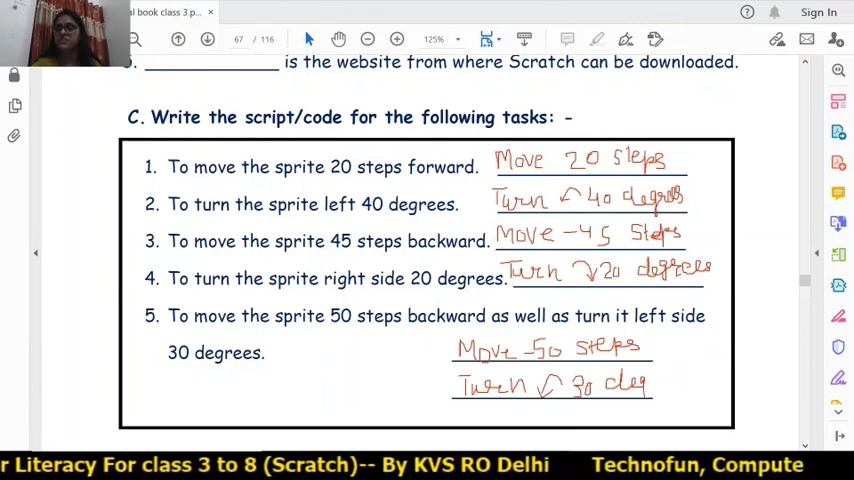 al book class 3.p...
Sign In
67 / 116
125%
5. ______________ is the website from where Scratch can be downloaded.
C. Write the script/code for the following tasks: -
1. To move the sprite 20 steps forward. Move 20 steps
2. To turn the sprite left 40 degrees. Turn ↶ 40 degrees
3. To move the sprite 45 steps backward. Move -45 Steps
4. To turn the sprite right side 20 degrees. Turn ↷ 20 degrees
5. To move the sprite 50 steps backward as well as turn it left side
30 degrees.
Move -50 steps
Turn ↶ 30 deg
r Literacy For class 3 to 8 (Scratch)-- By KVS RO Delhi Technofun, Compute